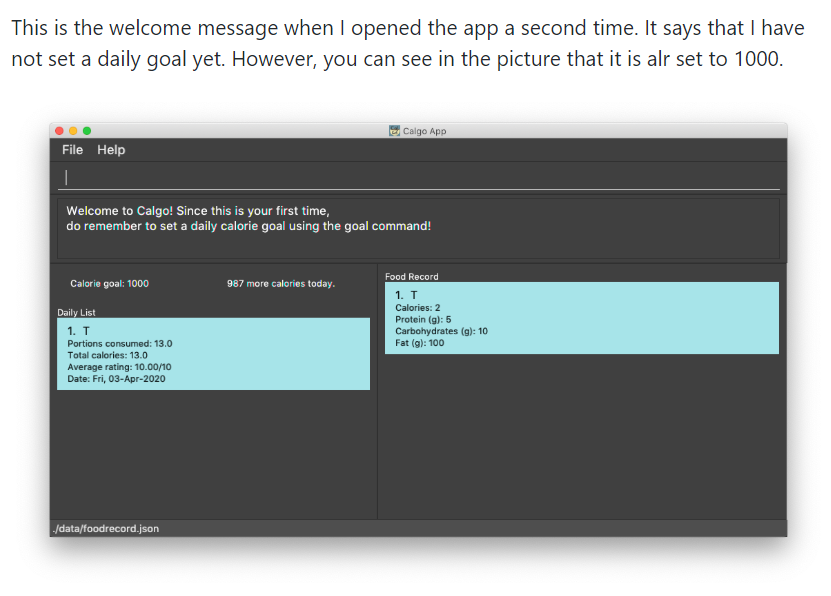 This is the welcome message when I opened the app a second time. It says that I have
not set a daily goal yet. However, you can see in the picture that it is alr set to 1000.
Calgo App
File Help
Welcome to Calgo! Since this is your first time,
do remember to set a daily calorie goal using the goal command!
Calorie goal: 1000 987 more calories today.
Daily List
1. T
Portions consumed: 13.0
Total calories: 13.0
Average rating: 10.00/10
Date: Fri, 03-Apr-2020
Food Record
1. T
Calories: 2
Protein (g): 5
Carbohydrates (g): 10
Fat (g): 100
./data/foodrecord.json